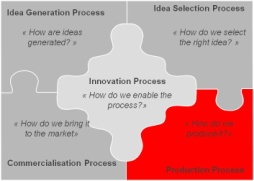 Idea Generation Process
Idea Selection Process
« How are ideas
generated? »
« How do we select
the right idea? »
Innovation Process
« How do we enable the
process?»
« How do we bring it
to the market»
« How do we
Commercialisation Process
Production Process